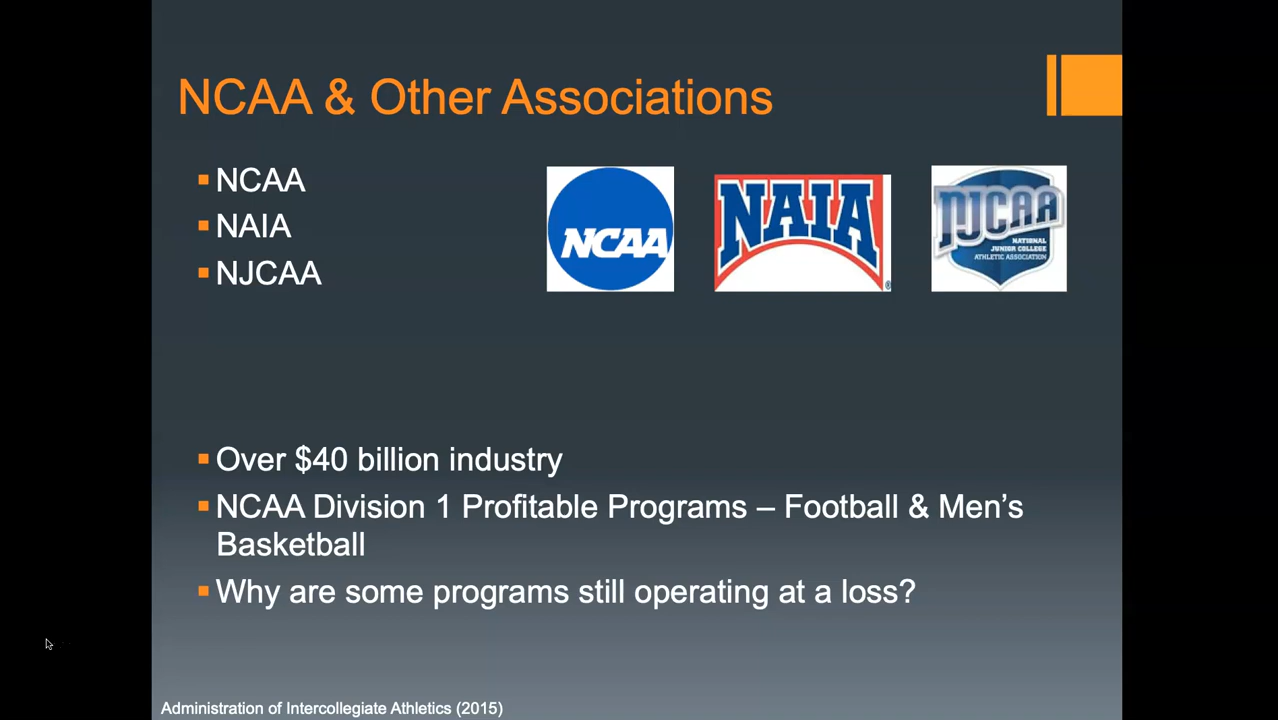 NCAA & Other Associations
NCAA
NAIA
NJCAA
NCAA
NAIA
®
NJCAA
NATIONAL
JUNIOR COLLEGE
ATHLETIC ASSOCIATION
Over $40 billion industry
NCAA Division 1 Profitable Programs – Football & Men’s
Basketball
Why are some programs still operating at a loss?
Administration of Intercollegiate Athletics (2015)